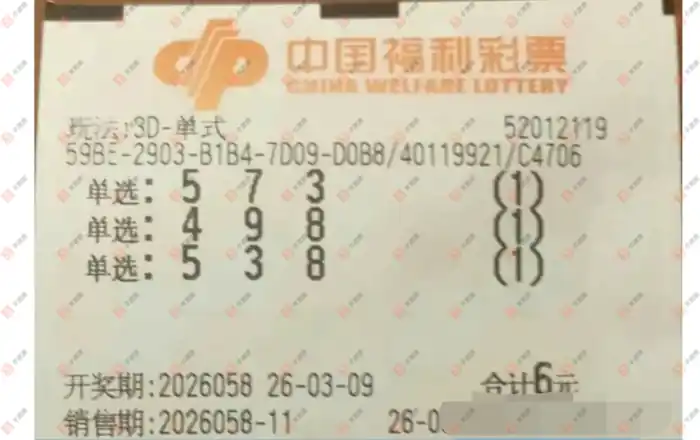 中国福利彩票
CHINA WELFARE LOTTERY
玩法:3D-单式 52012119
59BE-2903-B1B4-7D09-D0B8/40119921/C4706
单选: 5 7 3 (1)
单选: 4 9 8 (1)
单选: 5 3 8 (1)
开奖期:2026058 26-03-09 合计6元
销售期:2026058-11 26-0